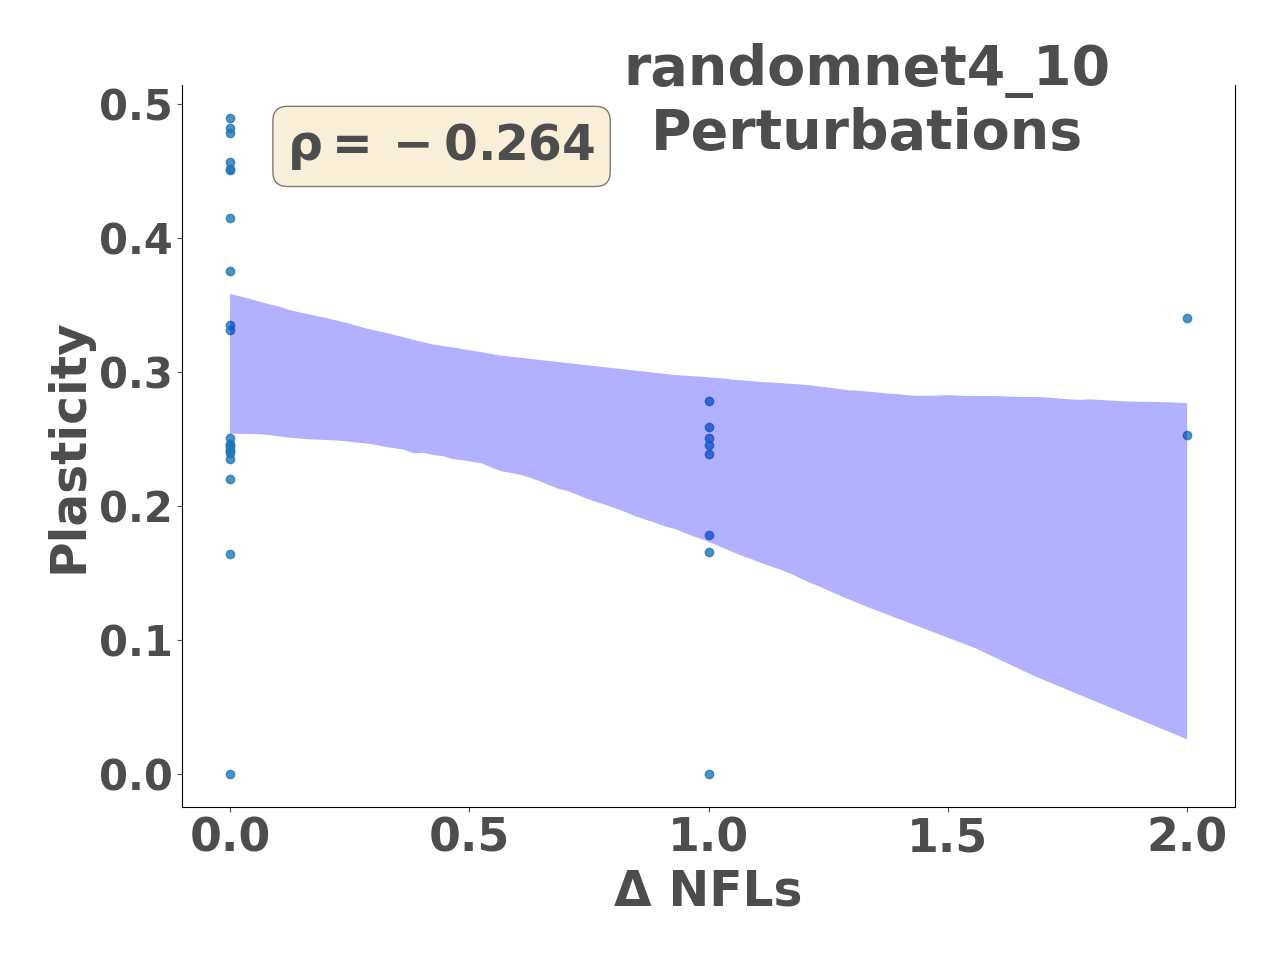 randomnet4_10
Perturbations
ρ = − 0.264
Plasticity
0.5
0.4
0.3
0.2
0.1
0.0
0.0 0.5 1.0 1.5 2.0
Δ NFLs